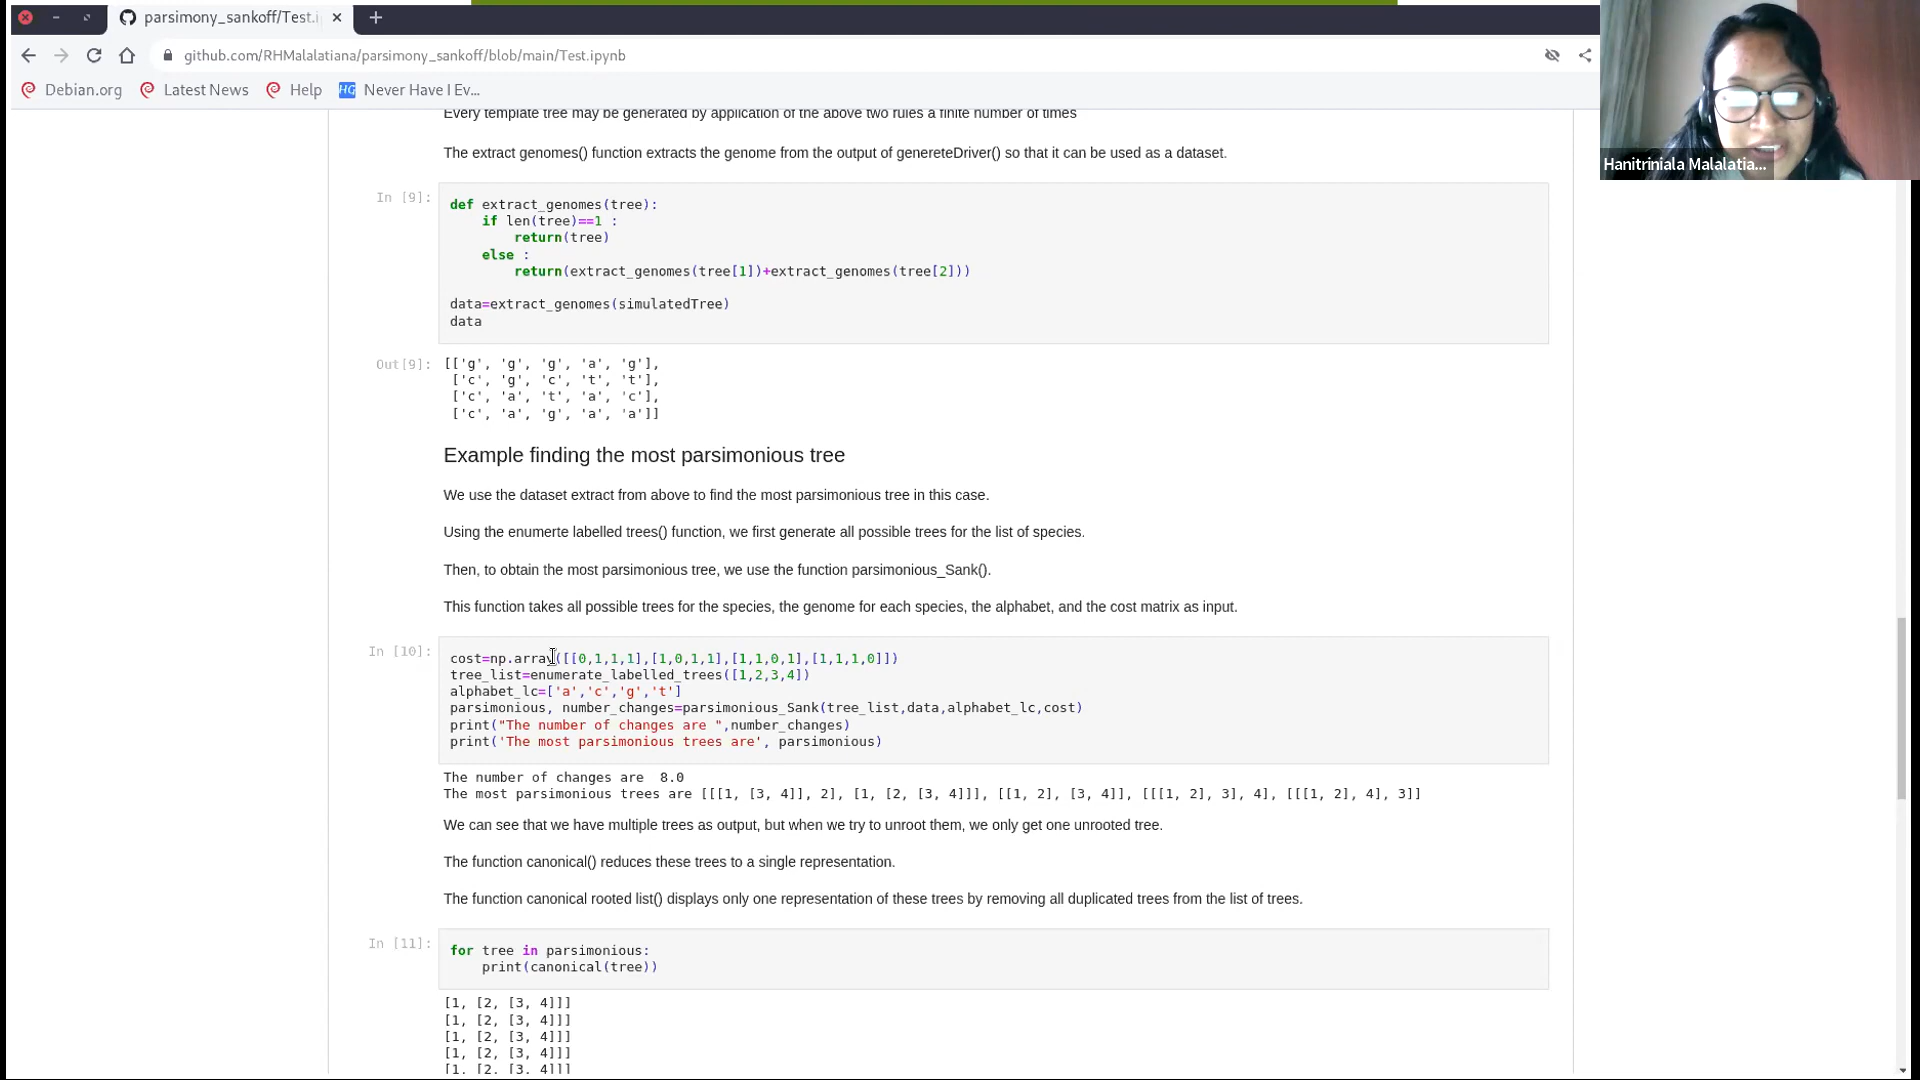 parsimony_sankoff/Test.i
github.com/RHMalalatiana/parsimony_sankoff/blob/main/Test.ipynb
Debian.org Latest News Help HG Never Have I Ev...
Hanitriniala Malalatia...
Every template tree may be generated by application of the above two rules a finite number of times
The extract genomes() function extracts the genome from the output of genereteDriver() so that it can be used as a dataset.
In [9]:
def extract_genomes(tree):
if len(tree)==1 :
return(tree)
else :
return(extract_genomes(tree[1])+extract_genomes(tree[2]))
data=extract_genomes(simulatedTree)
data
Out[9]:
[['g', 'g', 'g', 'a', 'g'],
['c', 'g', 'c', 't', 't'],
['c', 'a', 't', 'a', 'c'],
['c', 'a', 'g', 'a', 'a']]
Example finding the most parsimonious tree
We use the dataset extract from above to find the most parsimonious tree in this case.
Using the enumerte labelled trees() function, we first generate all possible trees for the list of species.
Then, to obtain the most parsimonious tree, we use the function parsimonious_Sank().
This function takes all possible trees for the species, the genome for each species, the alphabet, and the cost matrix as input.
In [10]:
cost=np.array([[0,1,1,1],[1,0,1,1],[1,1,0,1],[1,1,1,0]])
tree_list=enumerate_labelled_trees([1,2,3,4])
alphabet_lc=['a','c','g','t']
parsimonious, number_changes=parsimonious_Sank(tree_list,data,alphabet_lc,cost)
print("The number of changes are ",number_changes)
print('The most parsimonious trees are', parsimonious)
The number of changes are  8.0
The most parsimonious trees are [[[1, [3, 4]], 2], [1, [2, [3, 4]]], [[1, 2], [3, 4]], [[[1, 2], 3], 4], [[[1, 2], 4], 3]]
We can see that we have multiple trees as output, but when we try to unroot them, we only get one unrooted tree.
The function canonical() reduces these trees to a single representation.
The function canonical rooted list() displays only one representation of these trees by removing all duplicated trees from the list of trees.
In [11]:
for tree in parsimonious:
print(canonical(tree))
[1, [2, [3, 4]]]
[1, [2, [3, 4]]]
[1, [2, [3, 4]]]
[1, [2, [3, 4]]]
[1, [2, [3, 4]]]